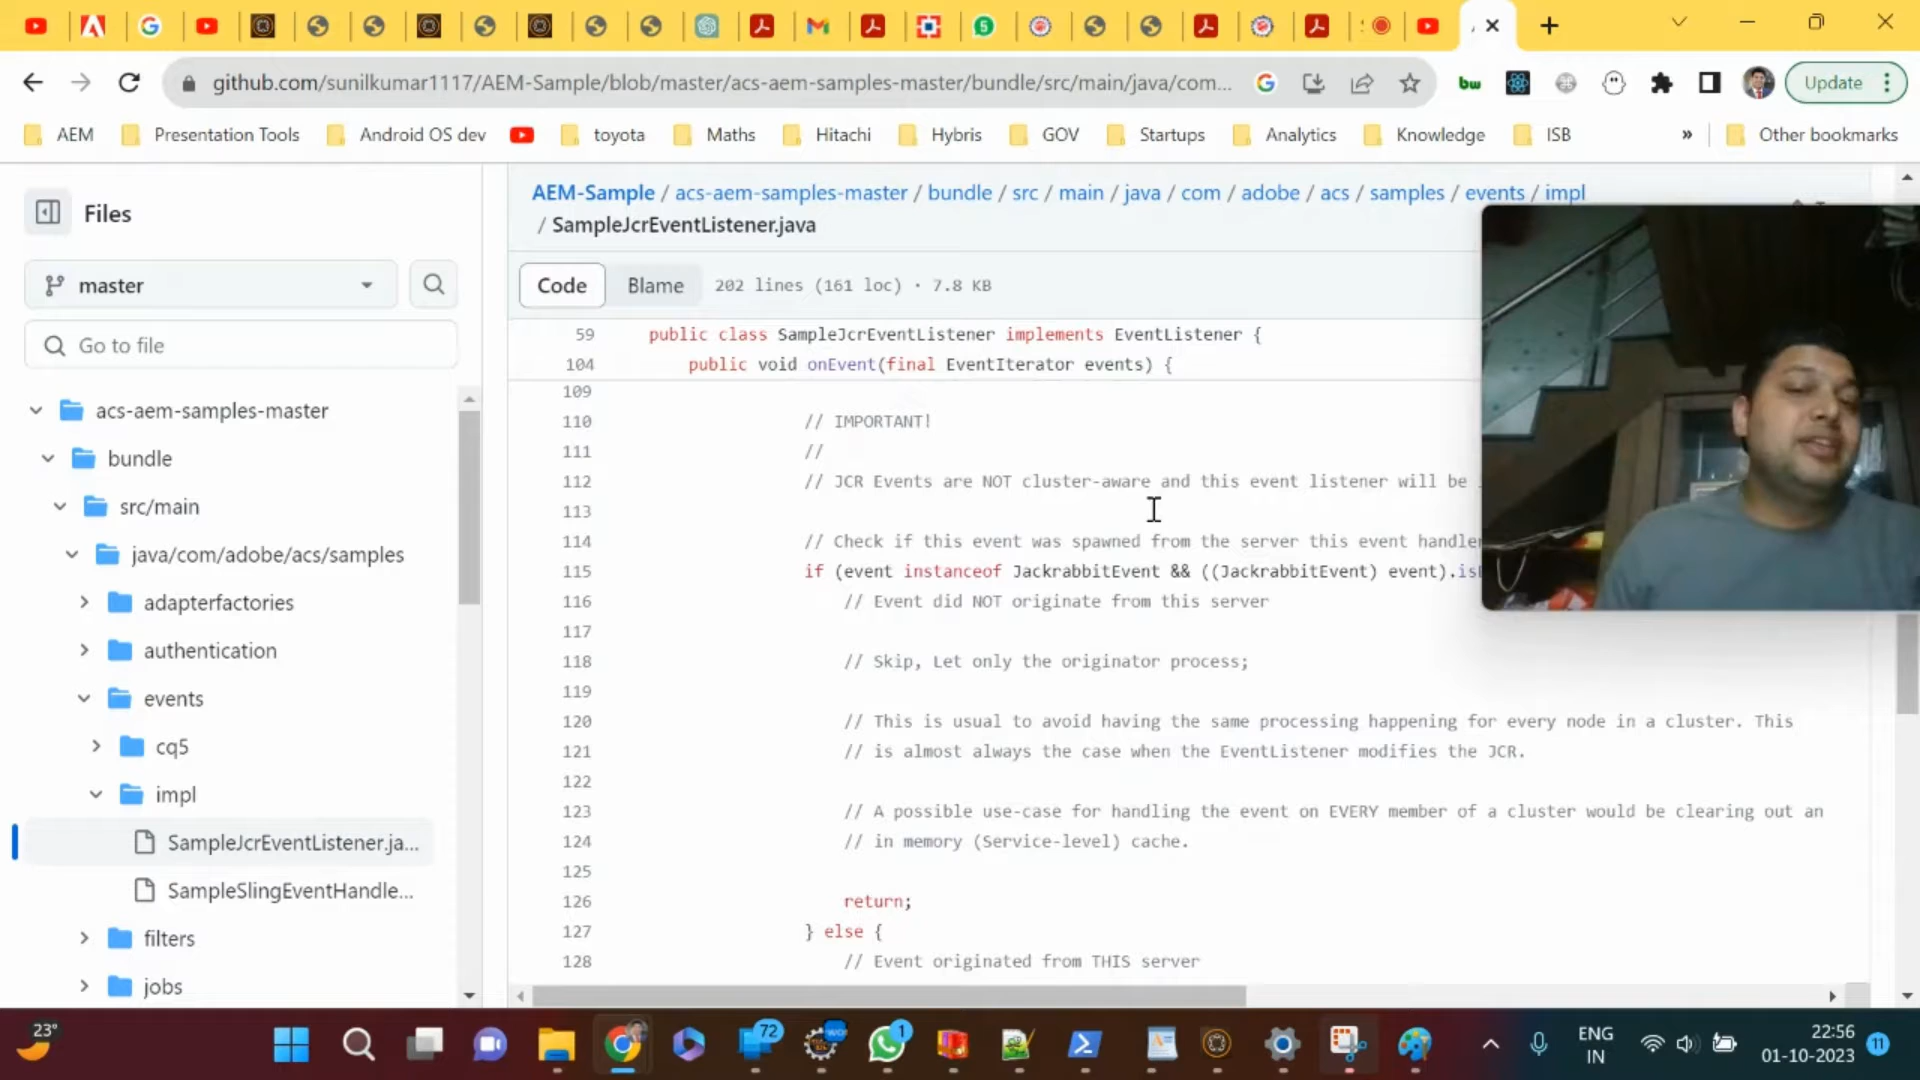 github.com/sunilkumar1117/AEM-Sample/blob/master/acs-aem-samples-master/bundle/src/main/java/com...
Update
AEM
Presentation Tools
Android OS dev
toyota
Maths
Hitachi
Hybris
GOV
Startups
Analytics
Knowledge
ISB
»
Other bookmarks
Files
master
Go to file
acs-aem-samples-master
bundle
src/main
java/com/adobe/acs/samples
adapterfactories
authentication
events
cq5
impl
SampleJcrEventListener.ja...
SampleSlingEventHandle...
filters
jobs
AEM-Sample / acs-aem-samples-master / bundle / src / main / java / com / adobe / acs / samples / events / impl
/ SampleJcrEventListener.java
Code Blame 202 lines (161 loc) · 7.8 KB
59 public class SampleJcrEventListener implements EventListener {
104 public void onEvent(final EventIterator events) {
109
110 // IMPORTANT!
111 //
112 // JCR Events are NOT cluster-aware and this event listener will be
113
114 // Check if this event was spawned from the server this event handler
115 if (event instanceof JackrabbitEvent && ((JackrabbitEvent) event).is
116 // Event did NOT originate from this server
117
118 // Skip, Let only the originator process;
119
120 // This is usual to avoid having the same processing happening for every node in a cluster. This
121 // is almost always the case when the EventListener modifies the JCR.
122
123 // A possible use-case for handling the event on EVERY member of a cluster would be clearing out an
124 // in memory (Service-level) cache.
125
126 return;
127 } else {
128 // Event originated from THIS server
23°
72
1
ENG
IN
22:56
01-10-2023
11